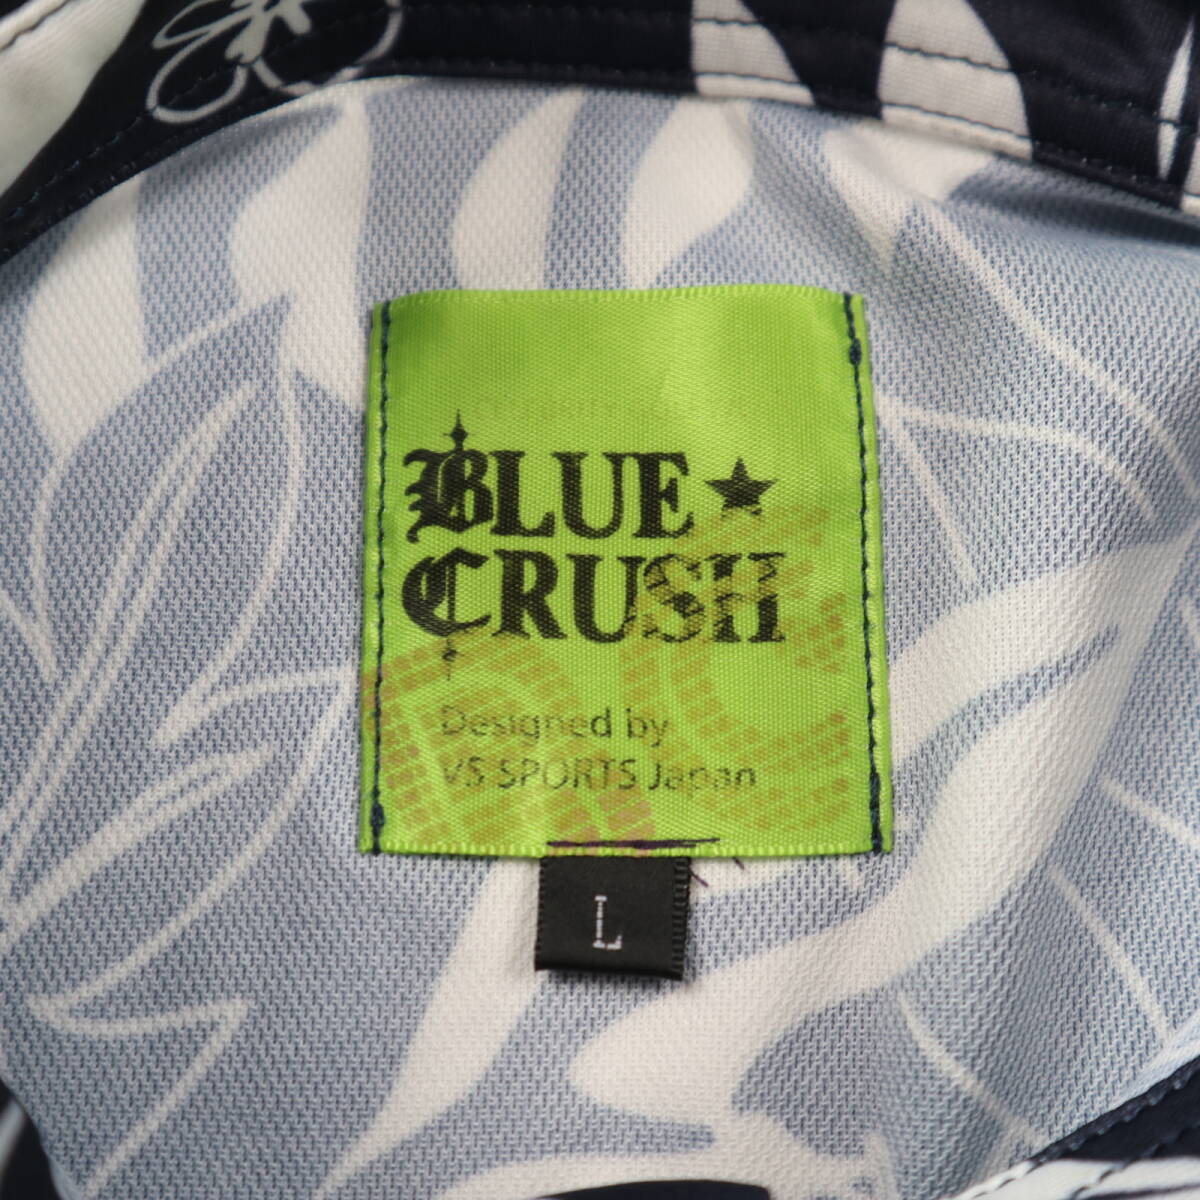 BLUE★
CRUSH
Designed by
VS SPORTS Japan
L